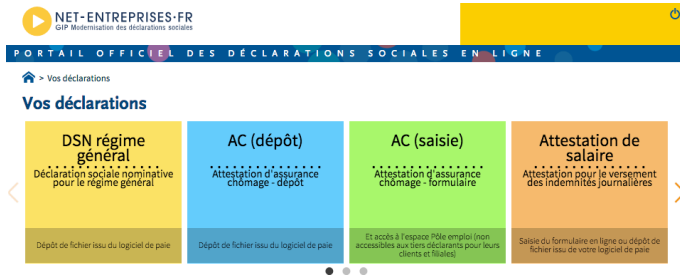 NET-ENTREPRISES·FR
GIP Modernisation des déclarations sociales
PORTAIL OFFICIEL DES DÉCLARATIONS SOCIALES EN LIGNE
> Vos déclarations
Vos déclarations
DSN régime
général
Déclaration sociale nominative
pour le régime général
Dépôt de fichier issu du logiciel de paie
AC (dépôt)
Attestation d'assurance
chômage - dépôt
Dépôt de fichier issu du logiciel de paie
AC (saisie)
Attestation d'assurance
chômage - formulaire
Et accès à l'espace Pôle emploi (non
accessibles aux tiers déclarants pour leurs
clients et filiales)
Attestation de
salaire
Attestation pour le versement
des indemnités journalières
Saisie du formulaire en ligne ou dépôt de
fichier issu de votre logiciel de paie